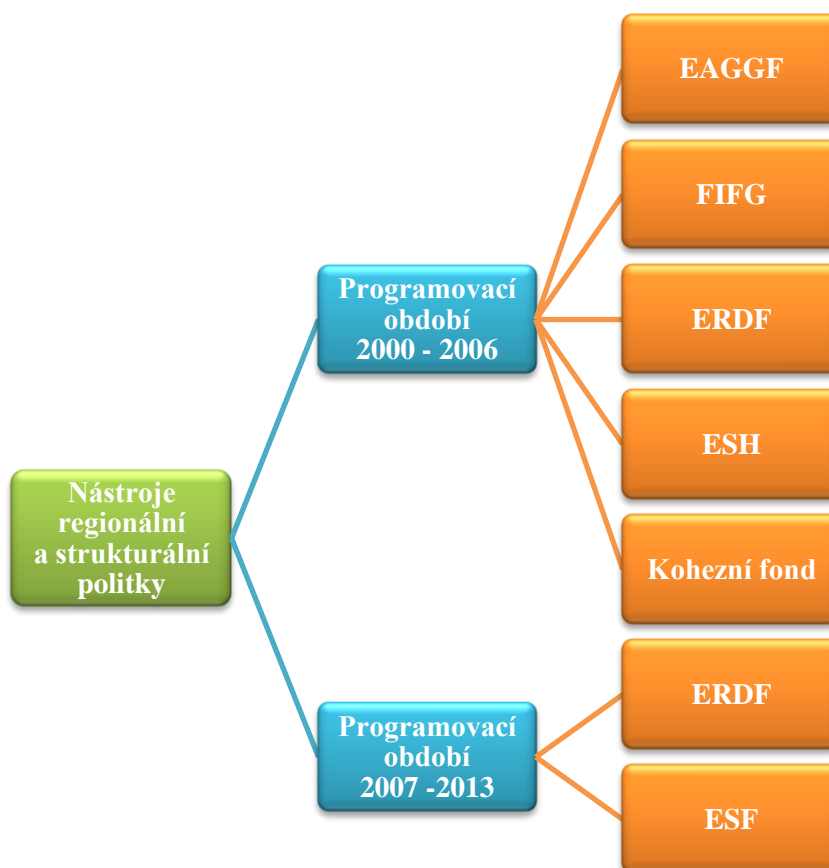 Nástroje
regionální
a strukturální
politky
Programovací
období
2000 - 2006
EAGGF
FIFG
ERDF
ESH
Kohezní fond
Programovací
období
2007 -2013
ERDF
ESF